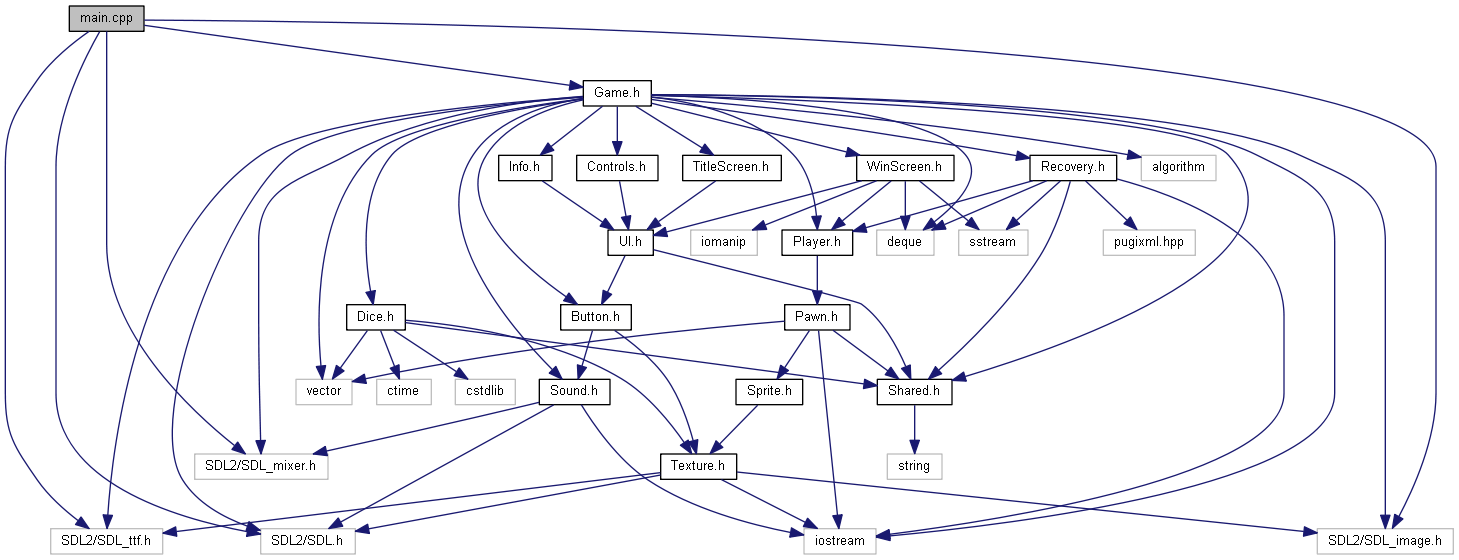 main.cpp
Game.h
Info.h
Controls.h
TitleScreen.h
WinScreen.h
Recovery.h
algorithm
UI.h
iomanip
Player.h
deque
sstream
pugixml.hpp
Dice.h
Button.h
Pawn.h
vector
ctime
cstdlib
Sound.h
Sprite.h
Shared.h
SDL2/SDL_mixer.h
Texture.h
string
SDL2/SDL_ttf.h
SDL2/SDL.h
iostream
SDL2/SDL_image.h